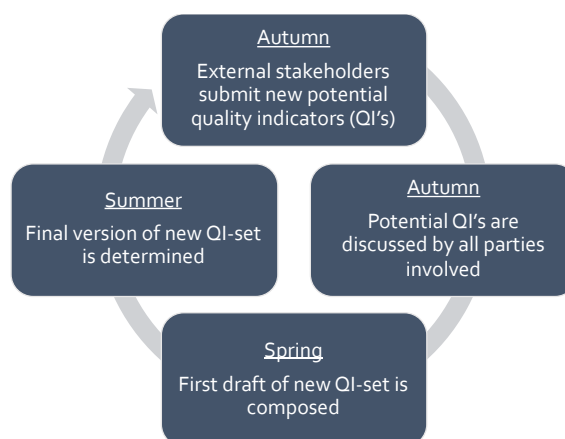 Autumn
External stakeholders
submit new potential
quality indicators (QI's)
Autumn
Potential QI's are
discussed by all parties
involved
Spring
First draft of new QI-set is
composed
Summer
Final version of new QI-set
is determined